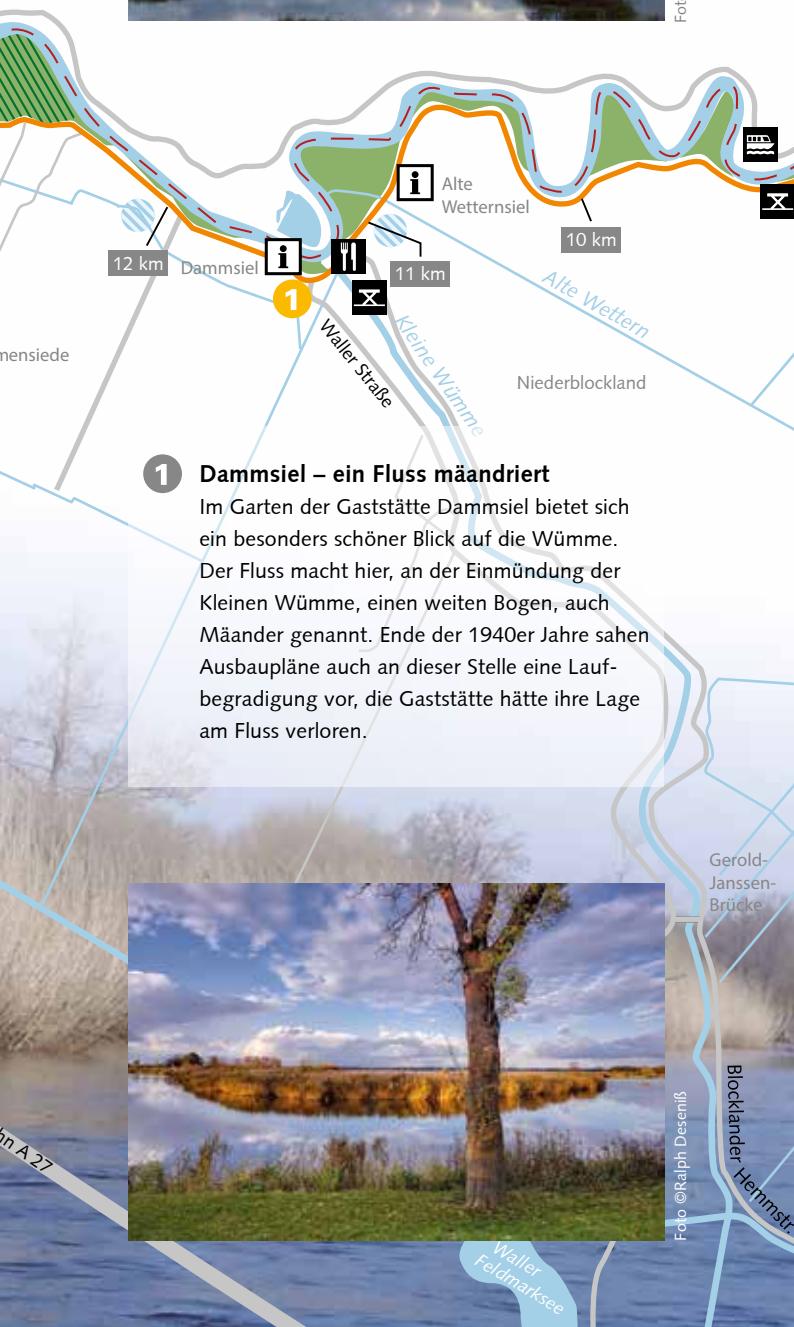 Fot
Alte
Wetternsiel
10 km
12 km
Dammsiel
11 km
1
Alte Wettern
Waller Straße
Kleine Wümme
mensiede
Niederblockland
1 Dammsiel – ein Fluss mäandriert
Im Garten der Gaststätte Dammsiel bietet sich
ein besonders schöner Blick auf die Wümme.
Der Fluss macht hier, an der Einmündung der
Kleinen Wümme, einen weiten Bogen, auch
Mäander genannt. Ende der 1940er Jahre sahen
Ausbaupläne auch an dieser Stelle eine Lauf-
begradigung vor, die Gaststätte hätte ihre Lage
am Fluss verloren.
Gerold-
Janssen-
Brücke
Blocklander Hemmstr.
hn A 27
Foto ©Ralph Deseniß
Waller
Feldmarksee